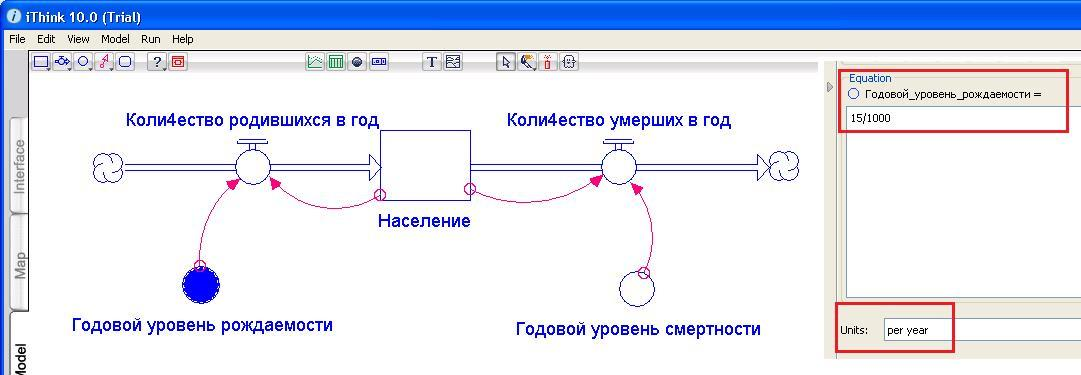 iThink 10.0 (Trial)
File Edit View Model Run Help
T
?
Equation
Годовой_уровень_рождаемости =
15/1000
Коли4ество родившихся в год
Коли4ество умерших в год
Interface
Население
Map
Годовой уровень рождаемости
Годовой уровень смертности
Units: per year
Model